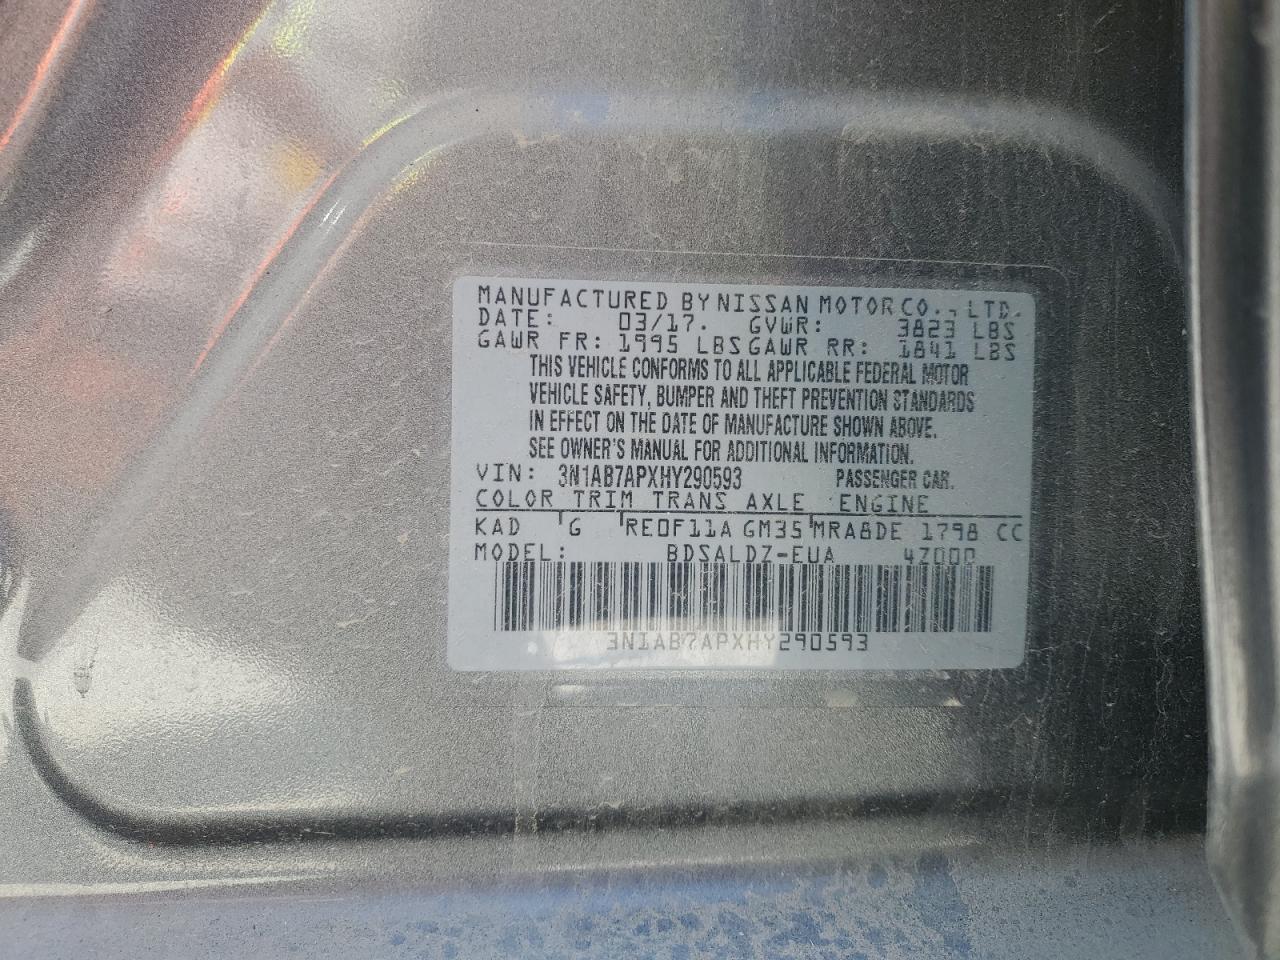 MANUFACTURED BY NISSAN MOTOR CO., LTD.
DATE: 03/17. GVWR: 3823 LBS
GAWR FR: 1995 LBS GAWR RR: 1841 LBS
THIS VEHICLE CONFORMS TO ALL APPLICABLE FEDERAL MOTOR
VEHICLE SAFETY, BUMPER AND THEFT PREVENTION STANDARDS
IN EFFECT ON THE DATE OF MANUFACTURE SHOWN ABOVE.
SEE OWNER'S MANUAL FOR ADDITIONAL INFORMATION.
VIN: 3N1AB7APXHY290593 PASSENGER CAR.
COLOR TRIM TRANS AXLE ENGINE
KAD G RE0F11A GM35 MRA8DE 1798 CC
MODEL: BDSALDZ-EUA 4Z000
3N1AB7APXHY290593